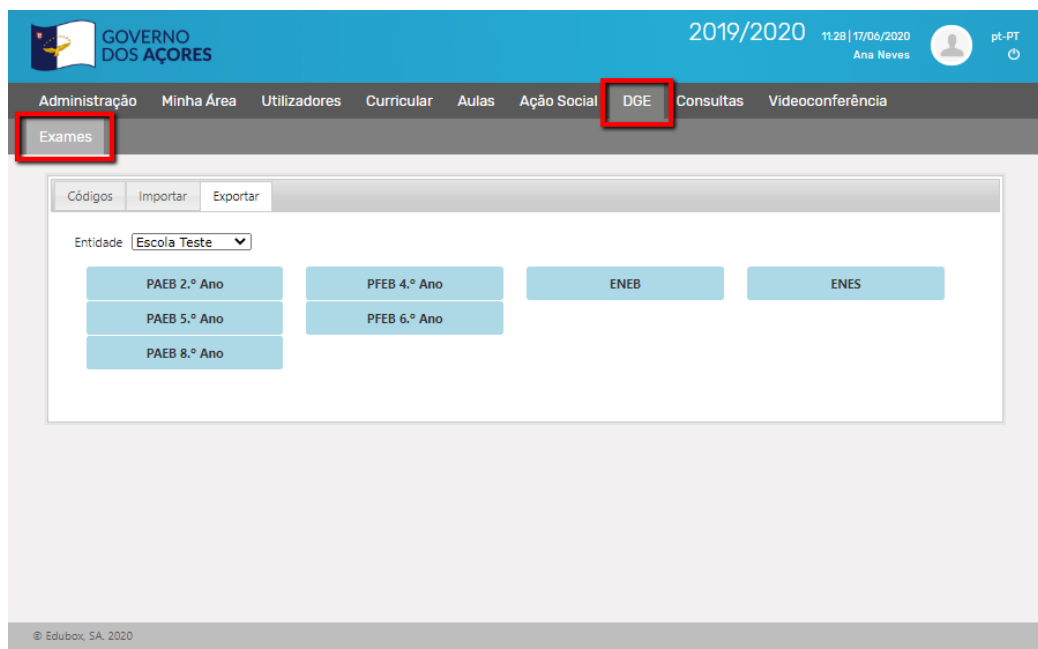 GOVERNO
DOS AÇORES
2019/2020
11:28 | 17/06/2020
Ana Neves
pt-PT
Administração Minha Área Utilizadores Curricular Aulas Ação Social DGE Consultas Videoconferência
Exames
Códigos Importar Exportar
Entidade Escola Teste
PAEB 2.º Ano PFEB 4.º Ano ENEB ENES
PAEB 5.º Ano PFEB 6.º Ano
PAEB 8.º Ano
© Edubox, SA. 2020